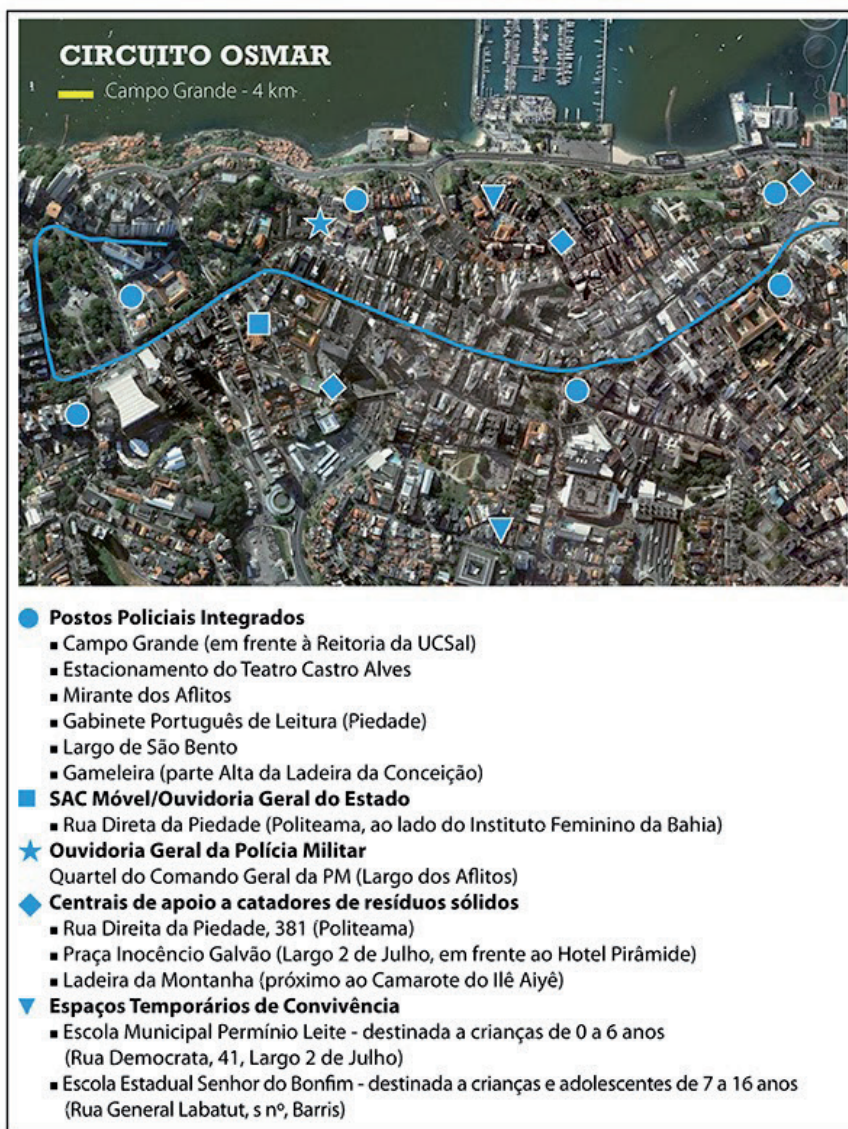 CIRCUITO OSMAR
Campo Grande - 4 km
Postos Policiais Integrados
▪ Campo Grande (em frente à Reitoria da UCSal)
▪ Estacionamento do Teatro Castro Alves
▪ Mirante dos Aflitos
▪ Gabinete Português de Leitura (Piedade)
▪ Largo de São Bento
▪ Gameleira (parte Alta da Ladeira da Conceição)
SAC Móvel/Ouvidoria Geral do Estado
▪ Rua Direta da Piedade (Politeama, ao lado do Instituto Feminino da Bahia)
Ouvidoria Geral da Polícia Militar
Quartel do Comando Geral da PM (Largo dos Aflitos)
Centrais de apoio a catadores de resíduos sólidos
▪ Rua Direita da Piedade, 381 (Politeama)
▪ Praça Inocêncio Galvão (Largo 2 de Julho, em frente ao Hotel Pirâmide)
▪ Ladeira da Montanha (próximo ao Camarote do Ilê Aiyê)
Espaços Temporários de Convivência
▪ Escola Municipal Permínio Leite - destinada a crianças de 0 a 6 anos
(Rua Democrata, 41, Largo 2 de Julho)
▪ Escola Estadual Senhor do Bonfim - destinada a crianças e adolescentes de 7 a 16 anos
(Rua General Labatut, s nº, Barris)